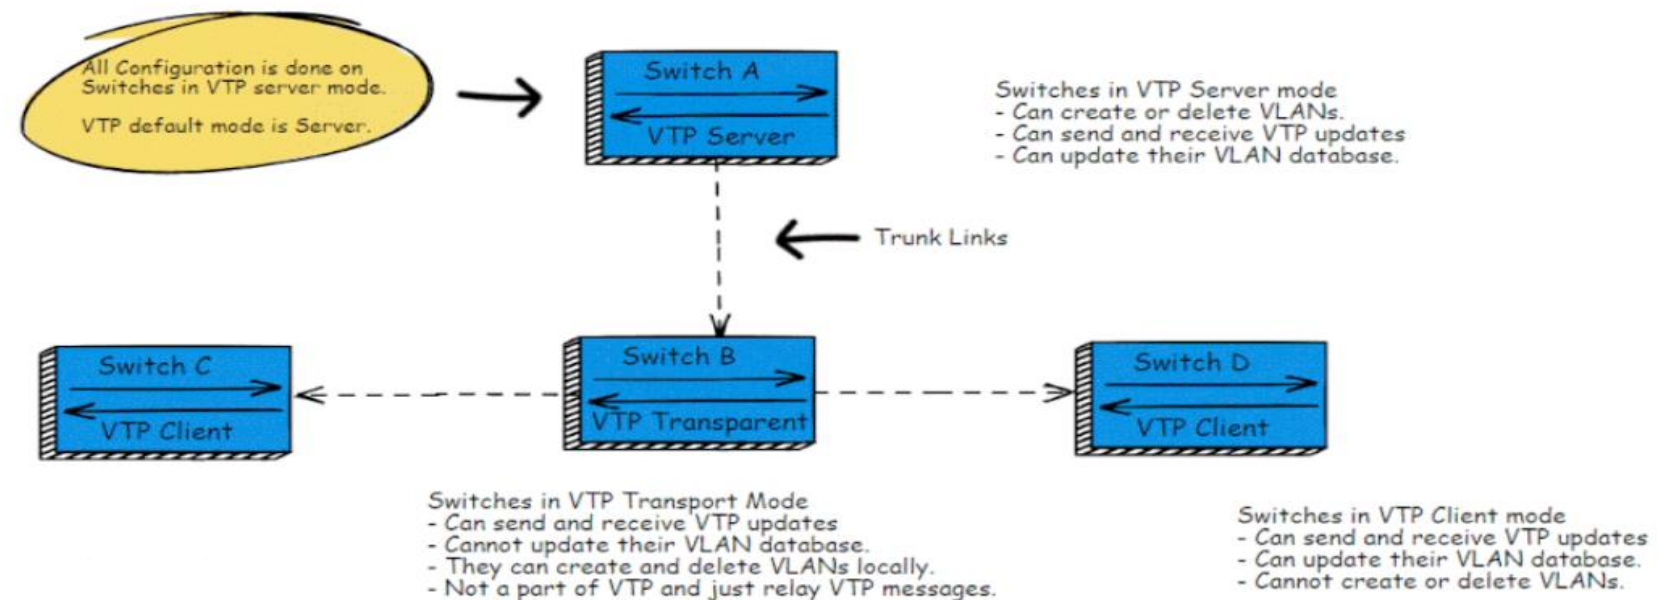 All Configuration is done on
Switches in VTP server mode.
VTP default mode is Server.
Switch A
VTP Server
Switches in VTP Server mode
- Can create or delete VLANs.
- Can send and receive VTP updates
- Can update their VLAN database.
Trunk Links
Switch C
VTP Client
Switch B
VTP Transparent
Switch D
VTP Client
Switches in VTP Transport Mode
- Can send and receive VTP updates
- Cannot update their VLAN database.
- They can create and delete VLANs locally.
- Not a part of VTP and just relay VTP messages.
Switches in VTP Client mode
- Can send and receive VTP updates
- Can update their VLAN database.
- Cannot create or delete VLANs.